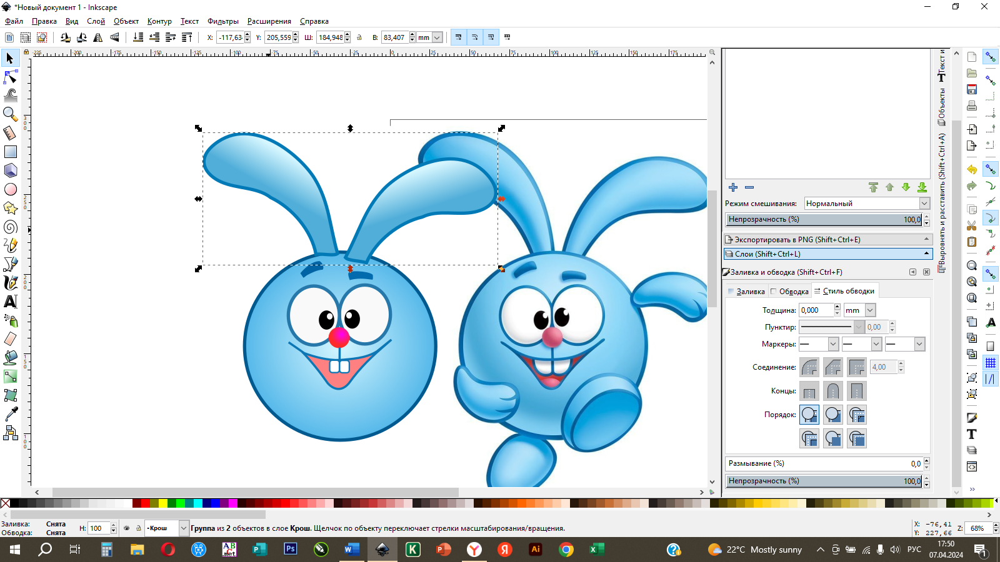 *Новый документ 1 - Inkscape
Файл Правка Вид Слой Объект Контур Текст Фильтры Расширения Справка
X: -117,634 Y: 205,559 Ш: 184,948 В: 83,407 mm
Текст и
Объекты
Выровнять и расставить (Shift+Ctrl+A)
Режим смешивания: Нормальный
Непрозрачность (%) 100,0
Экспортировать в PNG (Shift+Ctrl+E)
Слои (Shift+Ctrl+L)
Заливка и обводка (Shift+Ctrl+F)
Заливка Обводка Стиль обводки
Толщина: 0,000 mm
Пунктир: 0,00
Маркеры:
Соединение: 4,00
Концы:
Порядок:
Размывание (%) 0,0
Непрозрачность (%) 100,0
Заливка: Снята
Обводка: Снята
Н: 100
•Крош
Группа из 2 объектов в слое Крош. Щелчок по объекту переключает стрелки масштабирования/вращения.
X: -76,41
Y: 227,66
Z: 68%
22°C Mostly sunny
РУС
17:50
07.04.2024
1